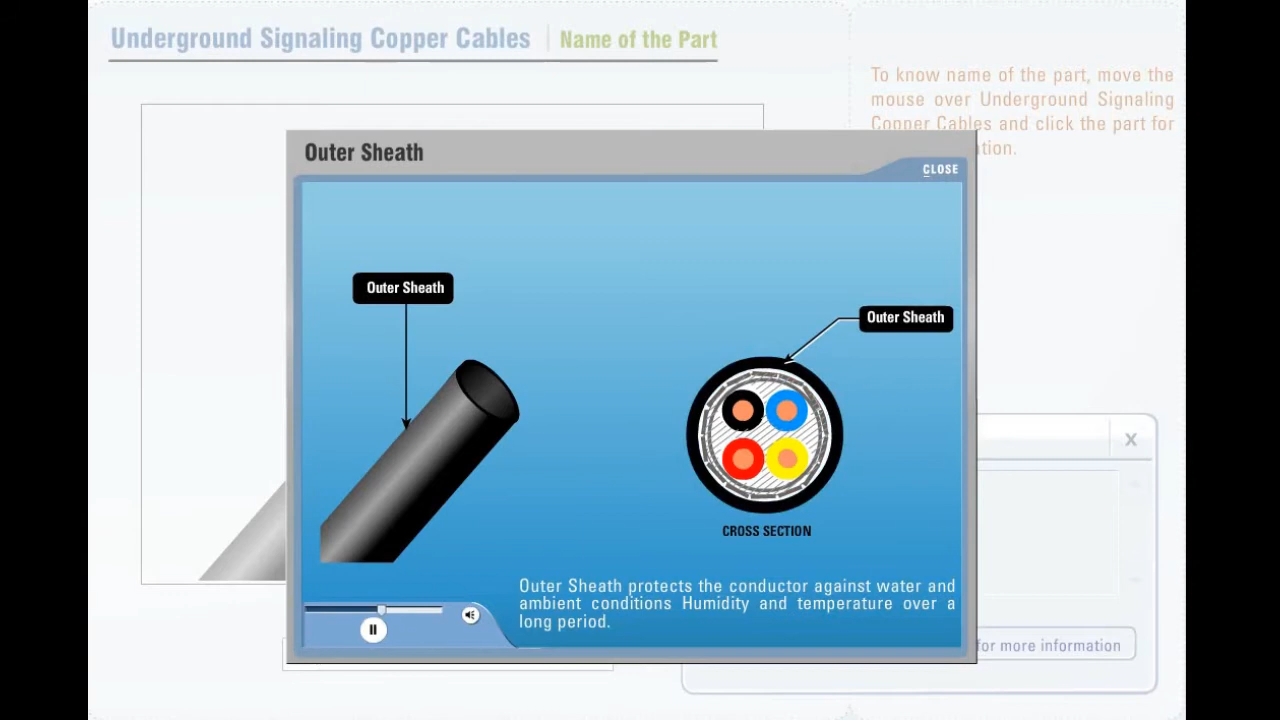 Underground Signaling Copper Cables | Name of the Part
To know name of the part, move the
mouse over Underground Signaling
Copper Cables and click the part for
Outer Sheath
CLOSE
Outer Sheath
Outer Sheath
CROSS SECTION
Outer Sheath protects the conductor against water and
ambient conditions Humidity and temperature over a
long period.
X
for more information